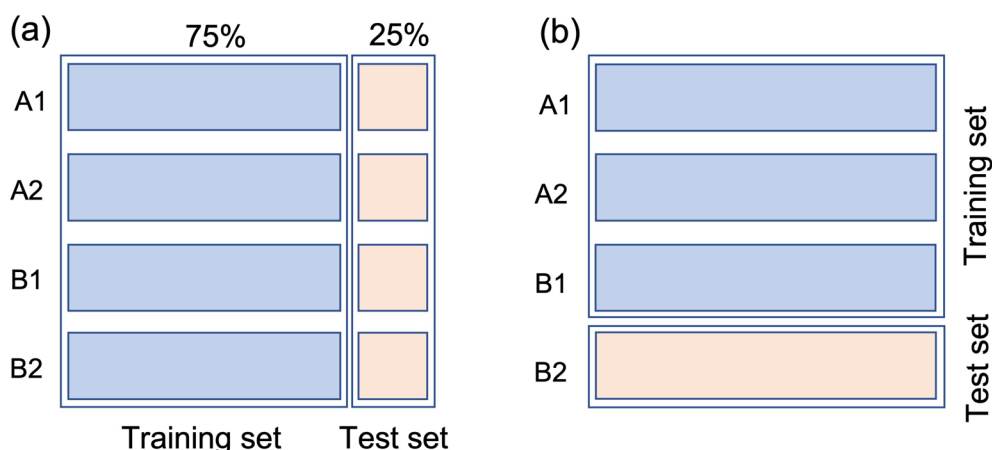 (a)
75%
25%
A1
A2
B1
B2
Training set
Test set
(b)
A1
A2
B1
B2
Training set
Test set